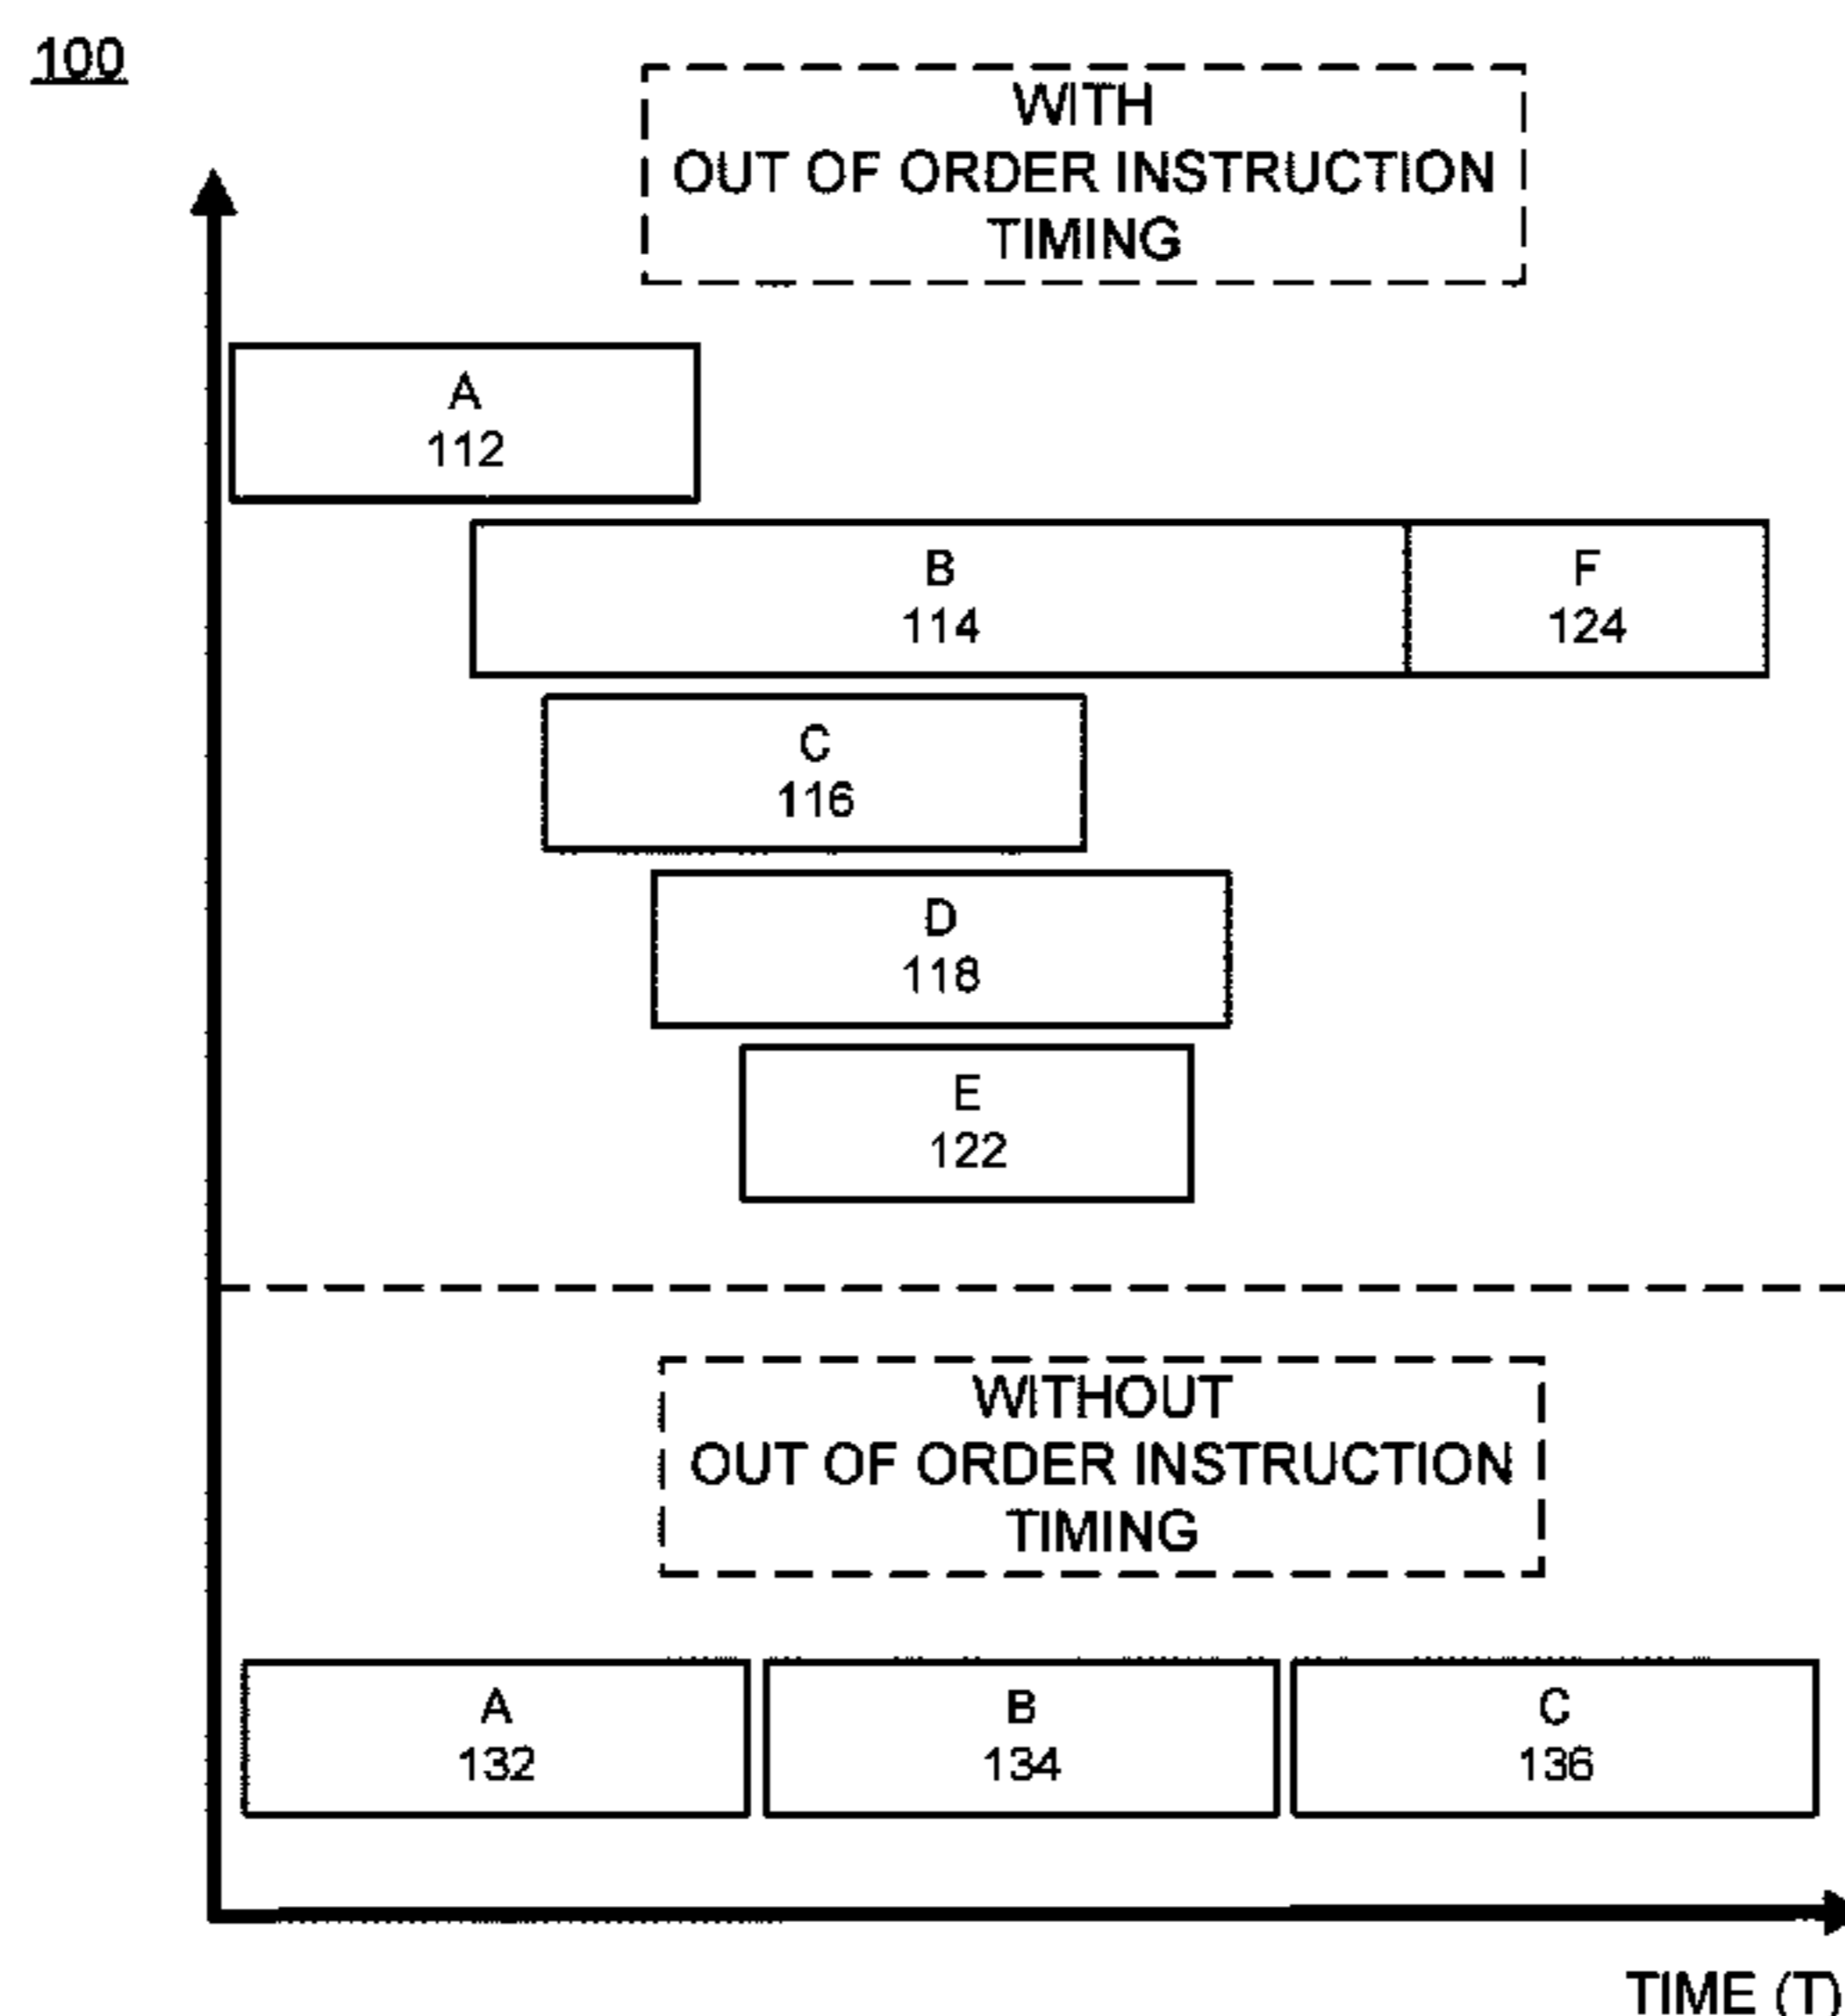 100
WITH
OUT OF ORDER INSTRUCTION
TIMING
A
112
B
114
F
124
C
116
D
118
E
122
WITHOUT
OUT OF ORDER INSTRUCTION
TIMING
A
132
B
134
C
136
TIME (T)